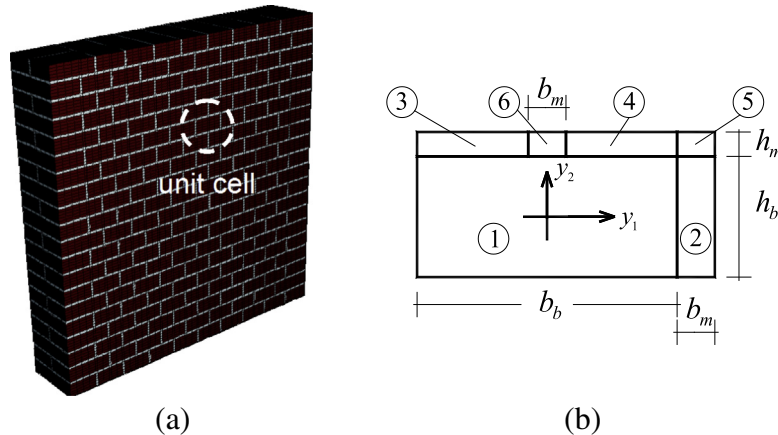 unit cell
(a)
③ ⑥ b_m ④ ⑤
h_m
y_2
h_b
① y_1 ②
b_b
b_m
(b)